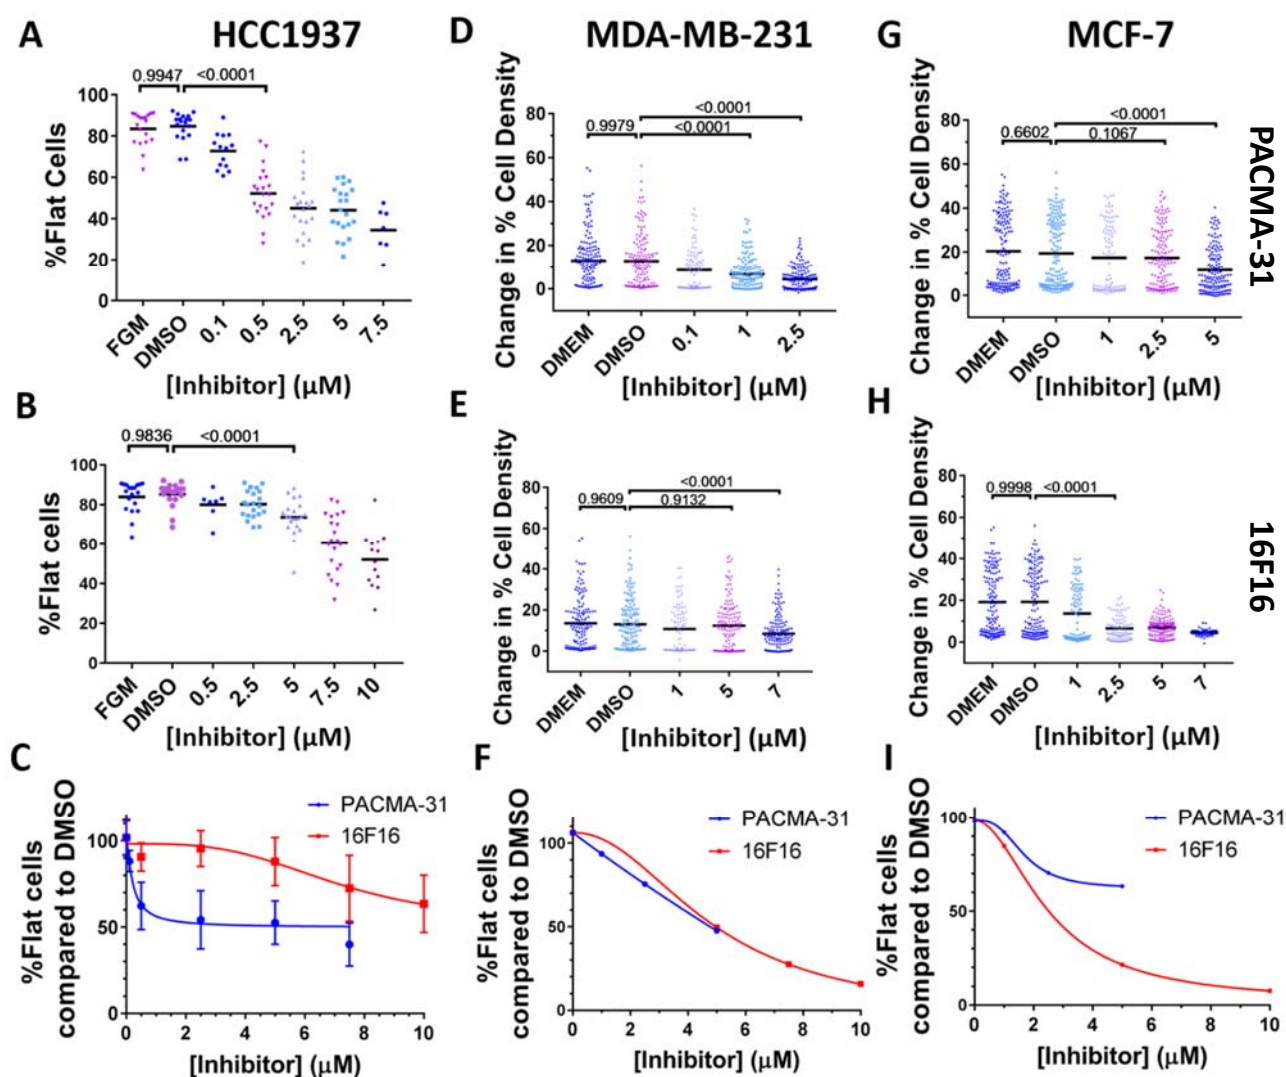 A
HCC1937
0.9947
<0.0001
%Flat Cells
100
80
60
40
20
0
FGM
DMSO
0.1
0.5
2.5
5
7.5
[Inhibitor] (µM)
D
MDA-MB-231
<0.0001
0.9979
<0.0001
Change in % Cell Density
80
60
40
20
0
DMEM
DMSO
0.1
1
2.5
[Inhibitor] (µM)
G
MCF-7
<0.0001
0.6602
0.1067
Change in % Cell Density
80
60
40
20
0
DMEM
DMSO
1
2.5
5
[Inhibitor] (µM)
PACMA-31
B
0.9836
<0.0001
%Flat cells
100
80
60
40
20
0
FGM
DMSO
0.5
2.5
5
7.5
10
[Inhibitor] (µM)
E
<0.0001
0.9609
0.9132
Change in % Cell Density
80
60
40
20
0
DMEM
DMSO
1
5
7
[Inhibitor] (µM)
H
0.9998
<0.0001
Change in % Cell Density
80
60
40
20
0
DMEM
DMSO
1
2.5
5
7
[Inhibitor] (µM)
16F16
C
PACMA-31
16F16
%Flat cells
compared to DMSO
100
50
0
0
2
4
6
8
10
[Inhibitor] (µM)
F
PACMA-31
16F16
%Flat cells
compared to DMSO
100
50
0
0
2
4
6
8
10
[Inhibitor] (µM)
I
PACMA-31
16F16
%Flat cells
compared to DMSO
100
50
0
0
2
4
6
8
10
[Inhibitor] (µM)